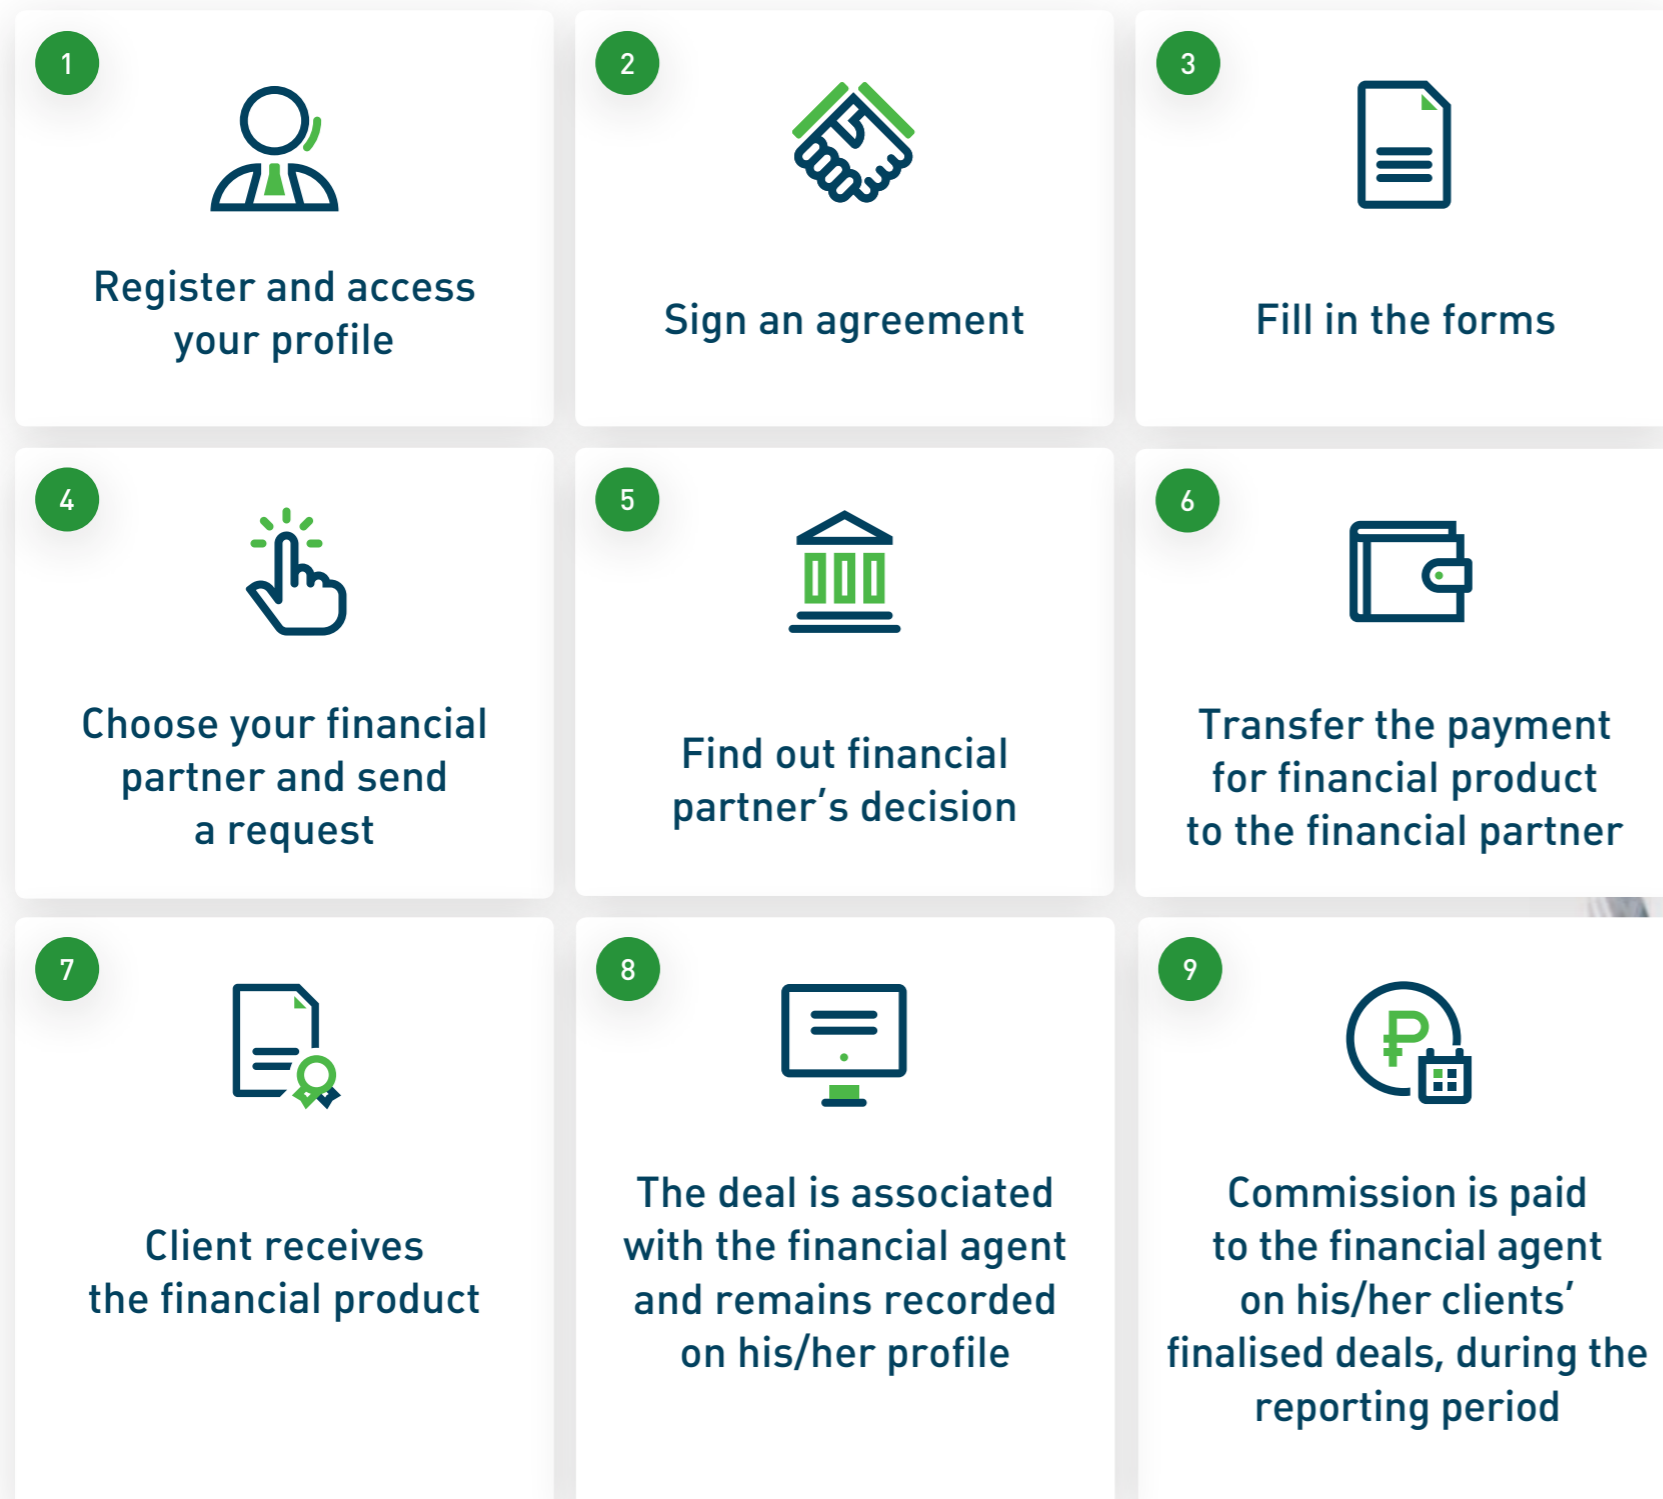 1
Register and access
your profile
2
Sign an agreement
3
Fill in the forms
4
Choose your financial
partner and send
a request
5
Find out financial
partner’s decision
6
Transfer the payment
for financial product
to the financial partner
7
Client receives
the financial product
8
The deal is associated
with the financial agent
and remains recorded
on his/her profile
9
₽
Commission is paid
to the financial agent
on his/her clients’
finalised deals, during the
reporting period